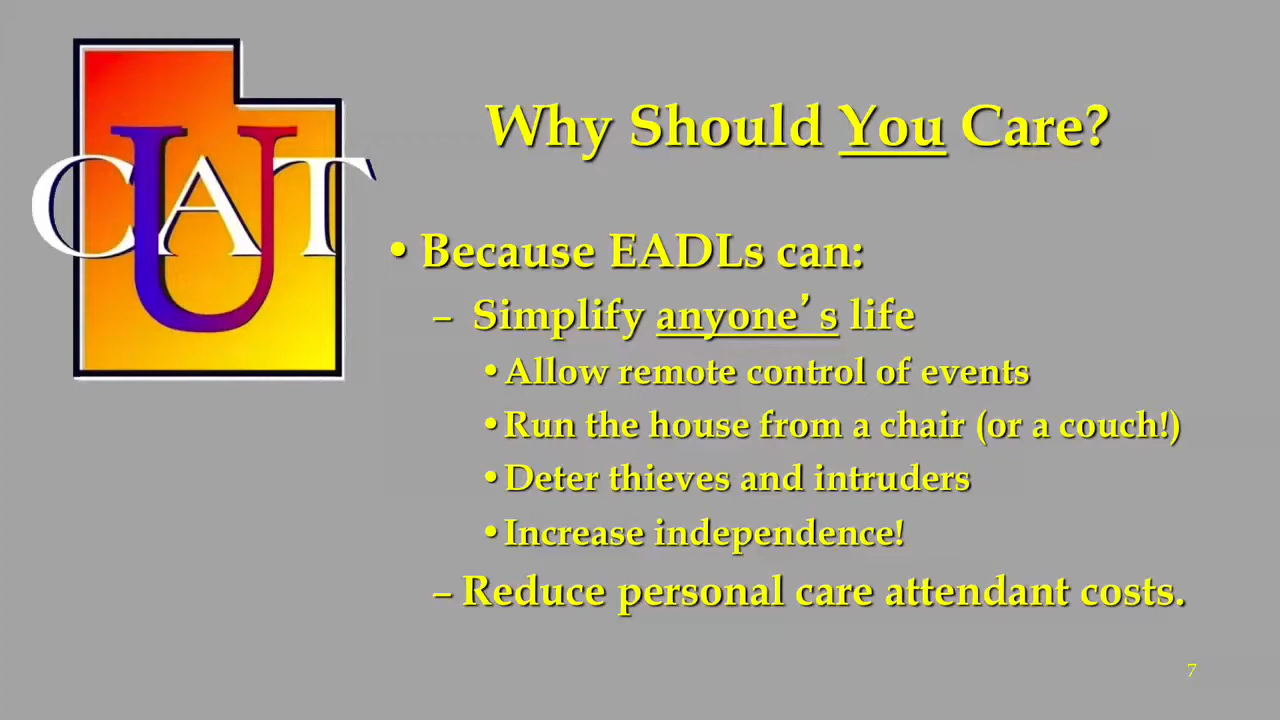 UCAT
Why Should You Care?
• Because EADLs can:
– Simplify anyone’s life
• Allow remote control of events
• Run the house from a chair (or a couch!)
• Deter thieves and intruders
• Increase independence!
– Reduce personal care attendant costs.
7